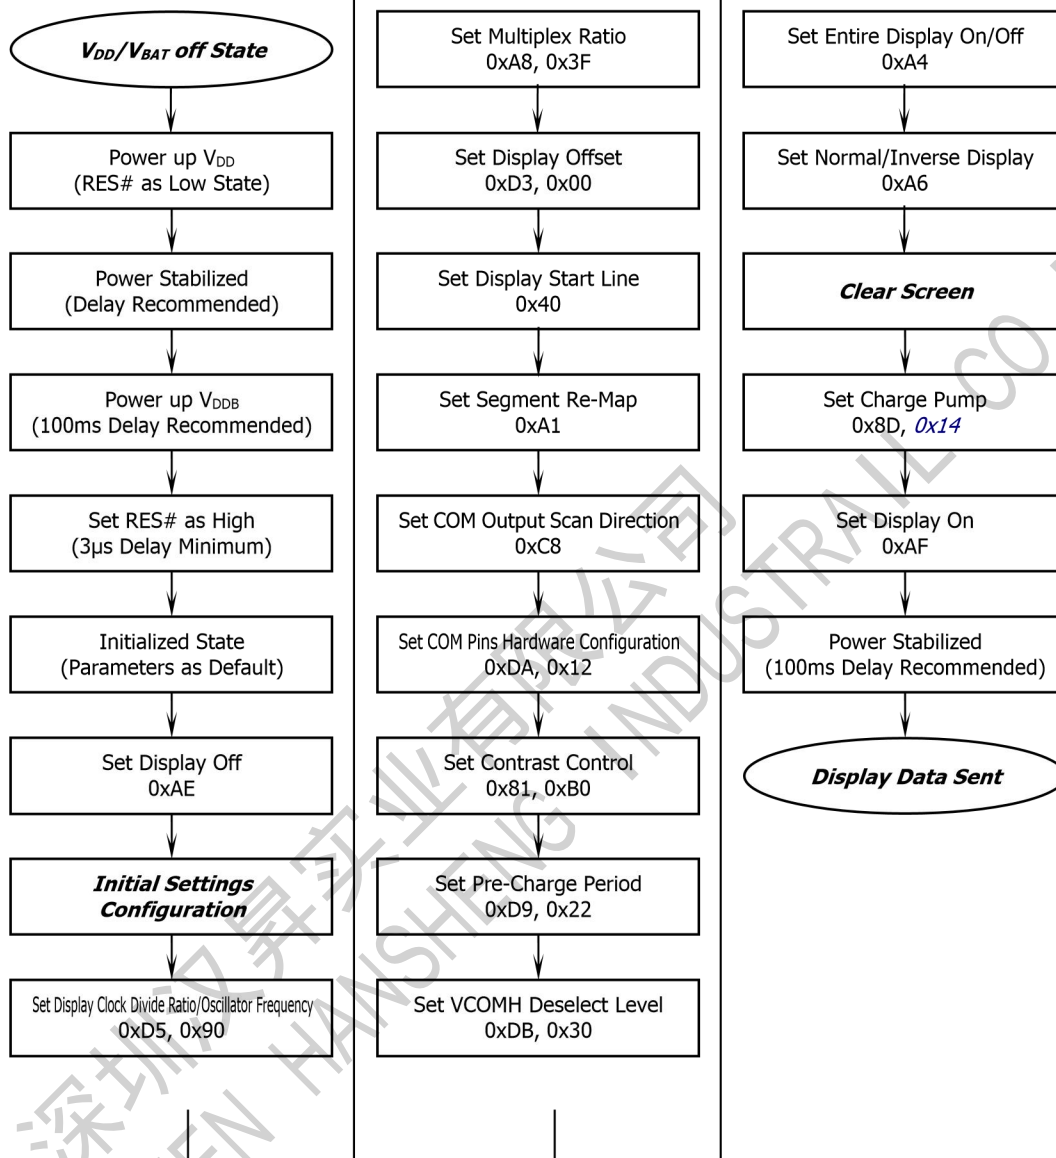 VDD/VBAT off State
Power up VDD
(RES# as Low State)
Power Stabilized
(Delay Recommended)
Power up VDDB
(100ms Delay Recommended)
Set RES# as High
(3µs Delay Minimum)
Initialized State
(Parameters as Default)
Set Display Off
0xAE
Initial Settings
Configuration
Set Display Clock Divide Ratio/Oscillator Frequency
0xD5, 0x90
Set Multiplex Ratio
0xA8, 0x3F
Set Display Offset
0xD3, 0x00
Set Display Start Line
0x40
Set Segment Re-Map
0xA1
Set COM Output Scan Direction
0xC8
Set COM Pins Hardware Configuration
0xDA, 0x12
Set Contrast Control
0x81, 0xB0
Set Pre-Charge Period
0xD9, 0x22
Set VCOMH Deselect Level
0xDB, 0x30
Set Entire Display On/Off
0xA4
Set Normal/Inverse Display
0xA6
Clear Screen
Set Charge Pump
0x8D, 0x14
Set Display On
0xAF
Power Stabilized
(100ms Delay Recommended)
Display Data Sent
深圳汉昇实业有限公司
HANSHENG INDUSTRAIL CO